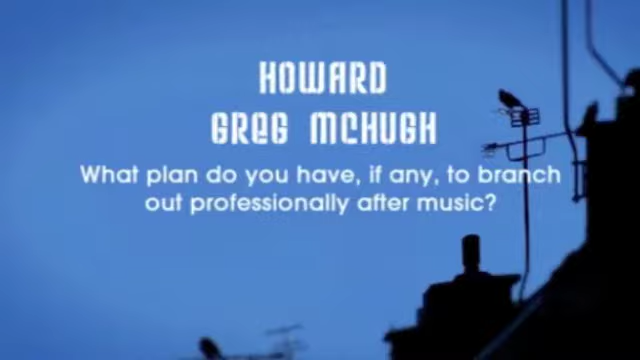 HOWARD
GREG MCHUGH
What plan do you have, if any, to branch
out professionally after music?